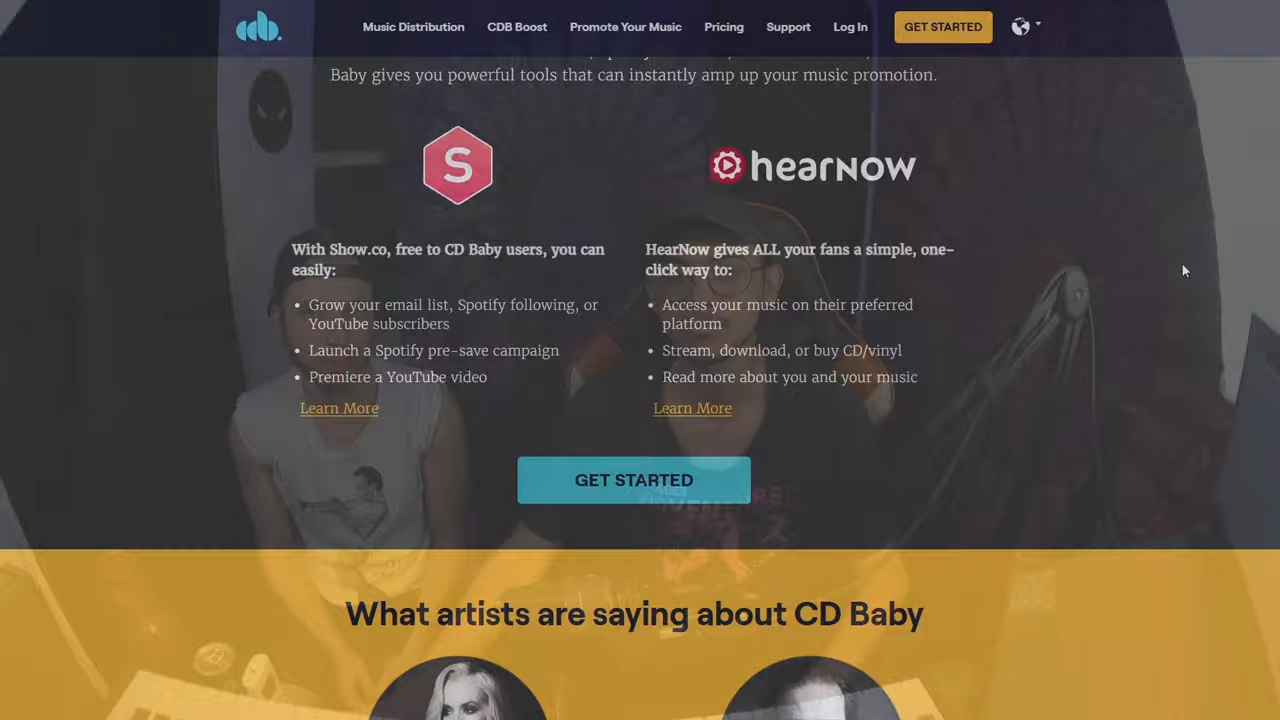 cdb.
Music Distribution
CDB Boost
Promote Your Music
Pricing
Support
Log In
GET STARTED
Baby gives you powerful tools that can instantly amp up your music promotion.
S
hearNOW
With Show.co, free to CD Baby users, you can
easily:
• Grow your email list, Spotify following, or
YouTube subscribers
• Launch a Spotify pre-save campaign
• Premiere a YouTube video
Learn More
HearNow gives ALL your fans a simple, one-
click way to:
• Access your music on their preferred
platform
• Stream, download, or buy CD/vinyl
• Read more about you and your music
Learn More
GET STARTED
What artists are saying about CD Baby